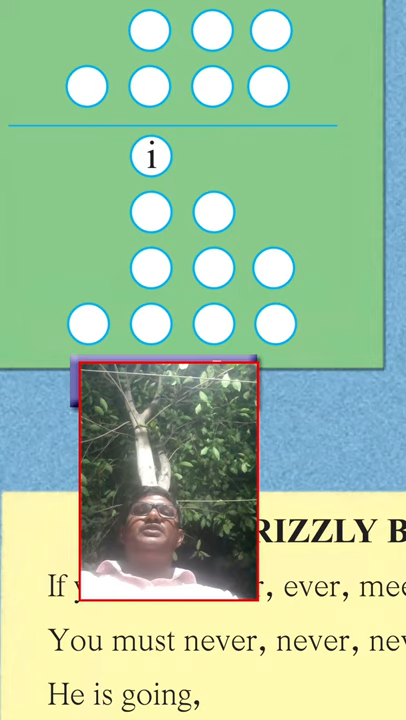 i
RIZZLY B
If
, ever, mee
You must never, never, nev
He is going,